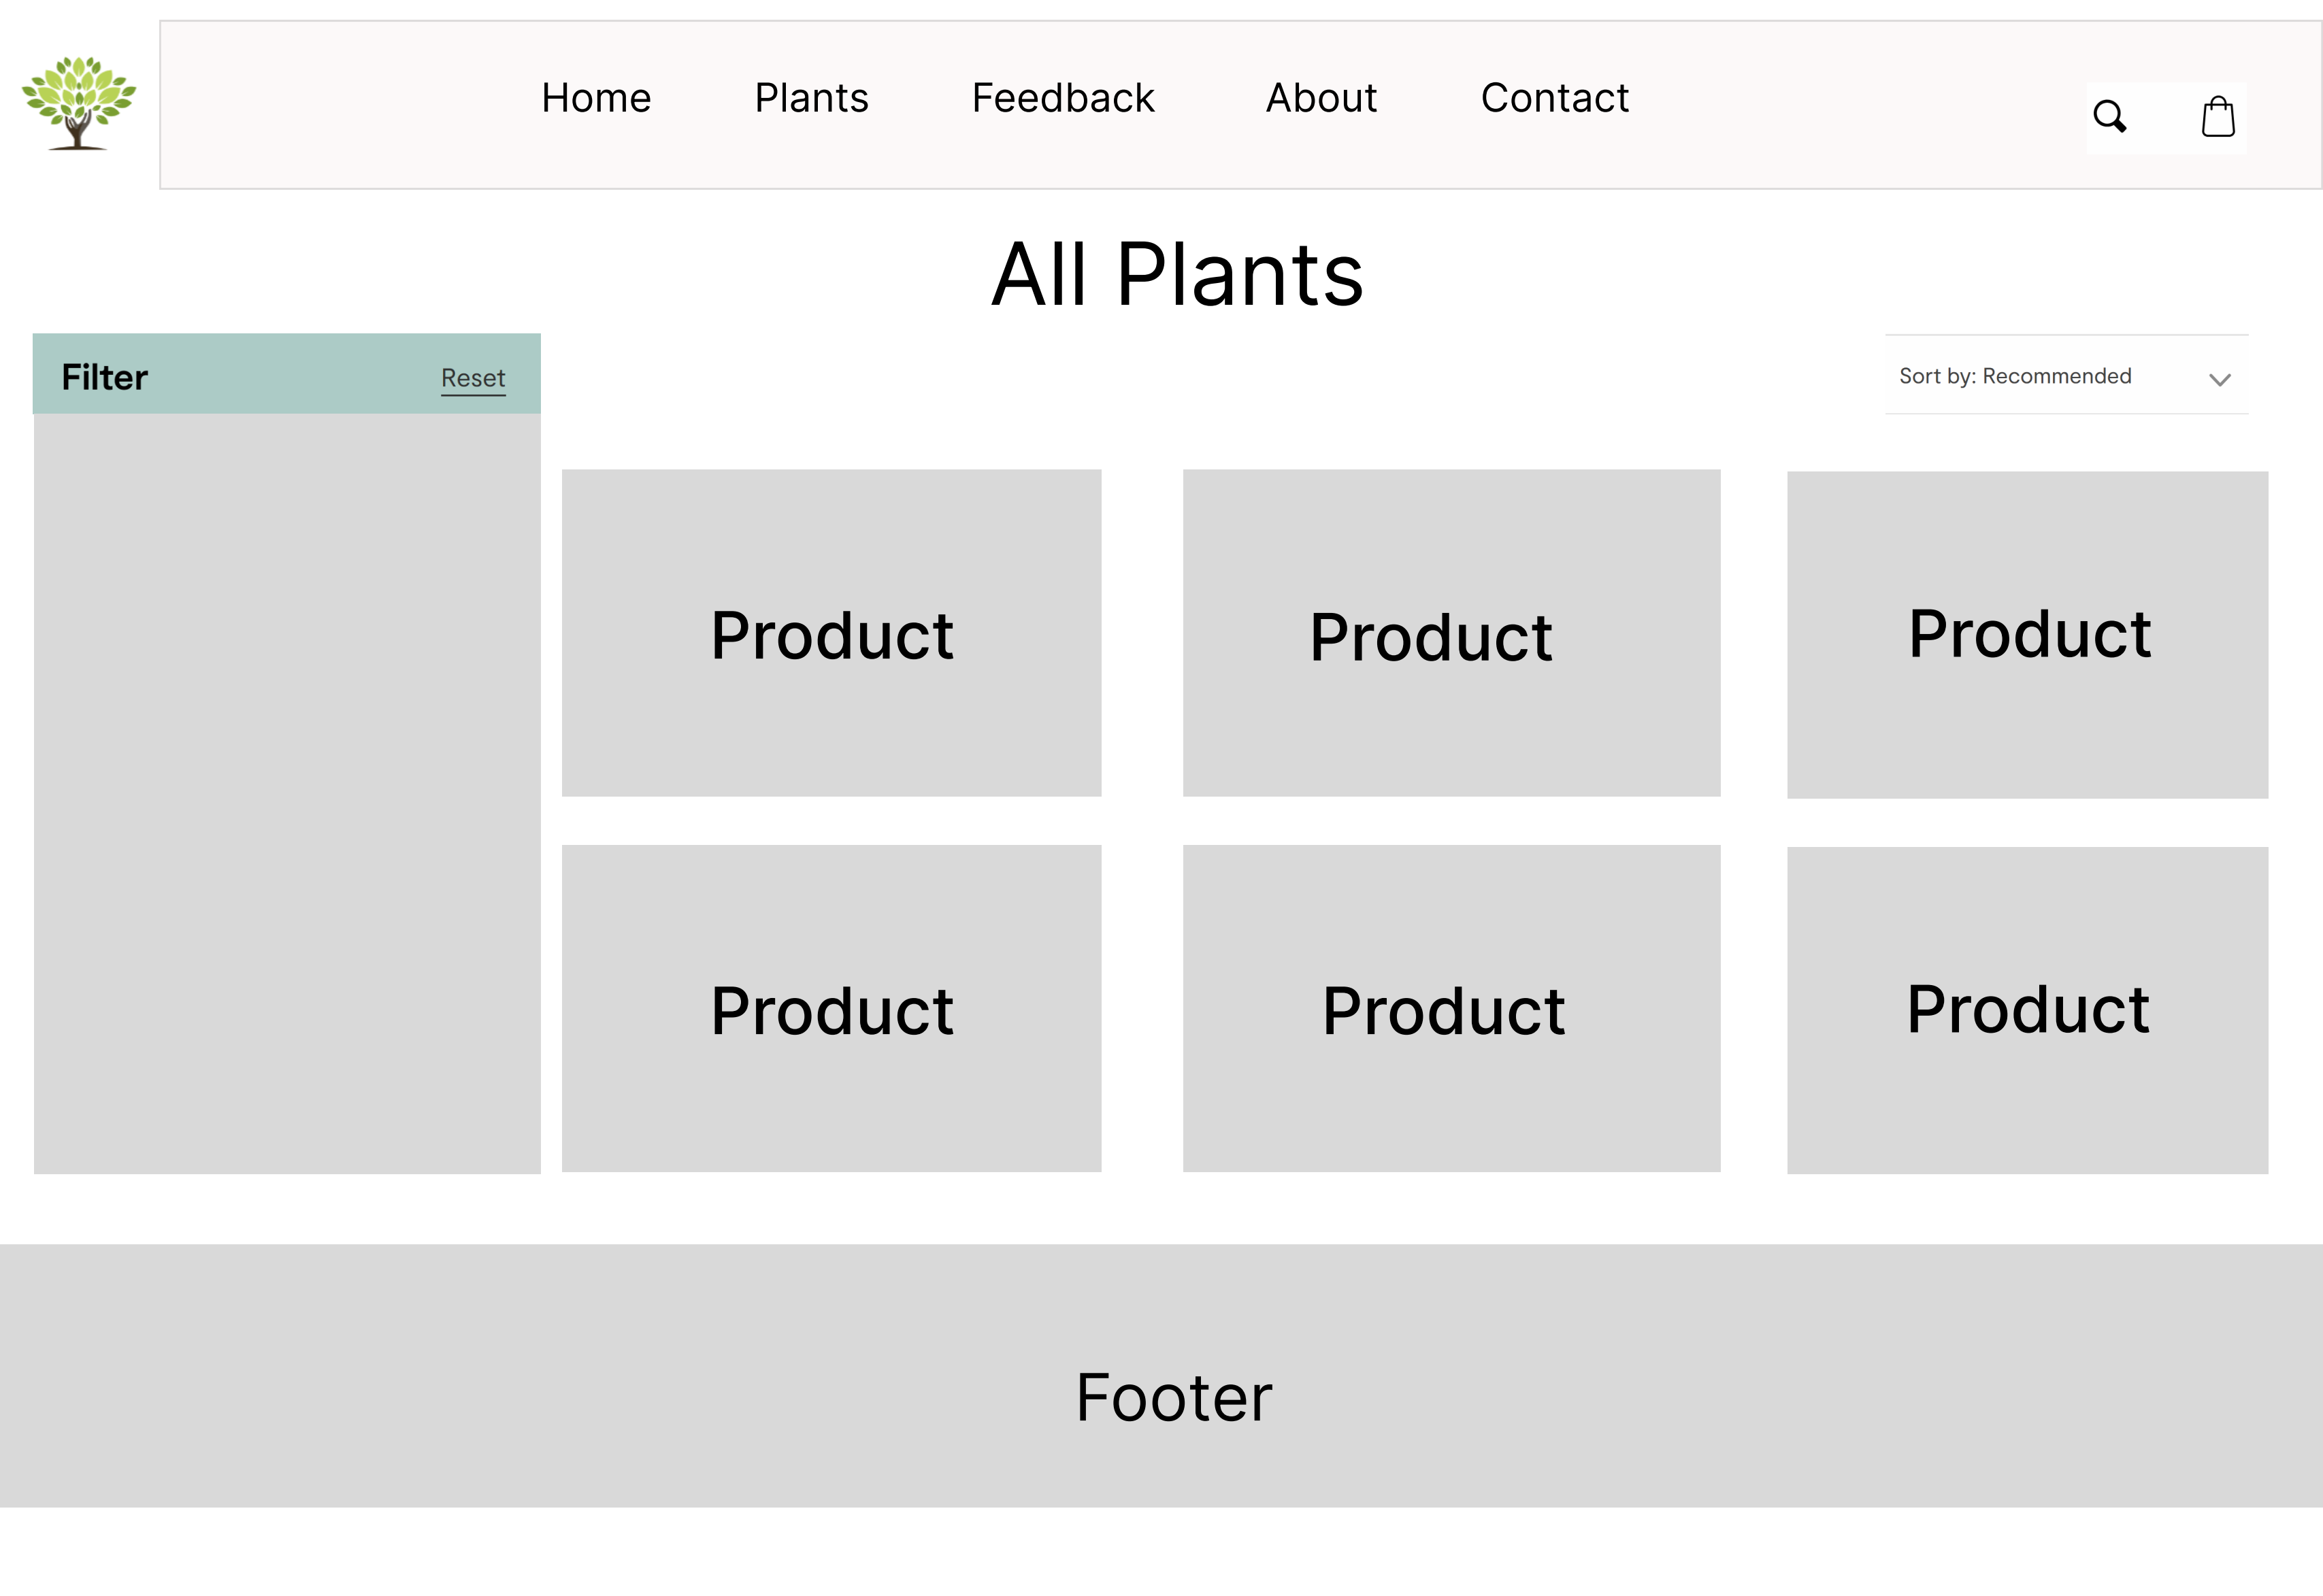 Home Plants Feedback About Contact
All Plants
Filter Reset
Sort by: Recommended
Product Product Product
Product Product Product
Footer